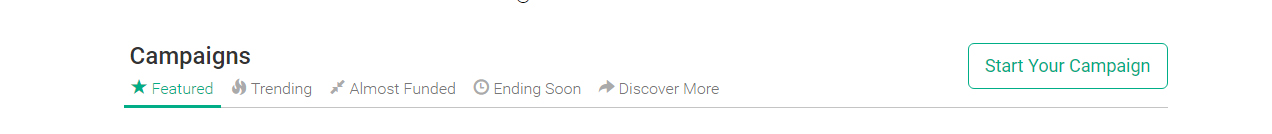 Campaigns
Start Your Campaign
Featured Trending Almost Funded Ending Soon Discover More